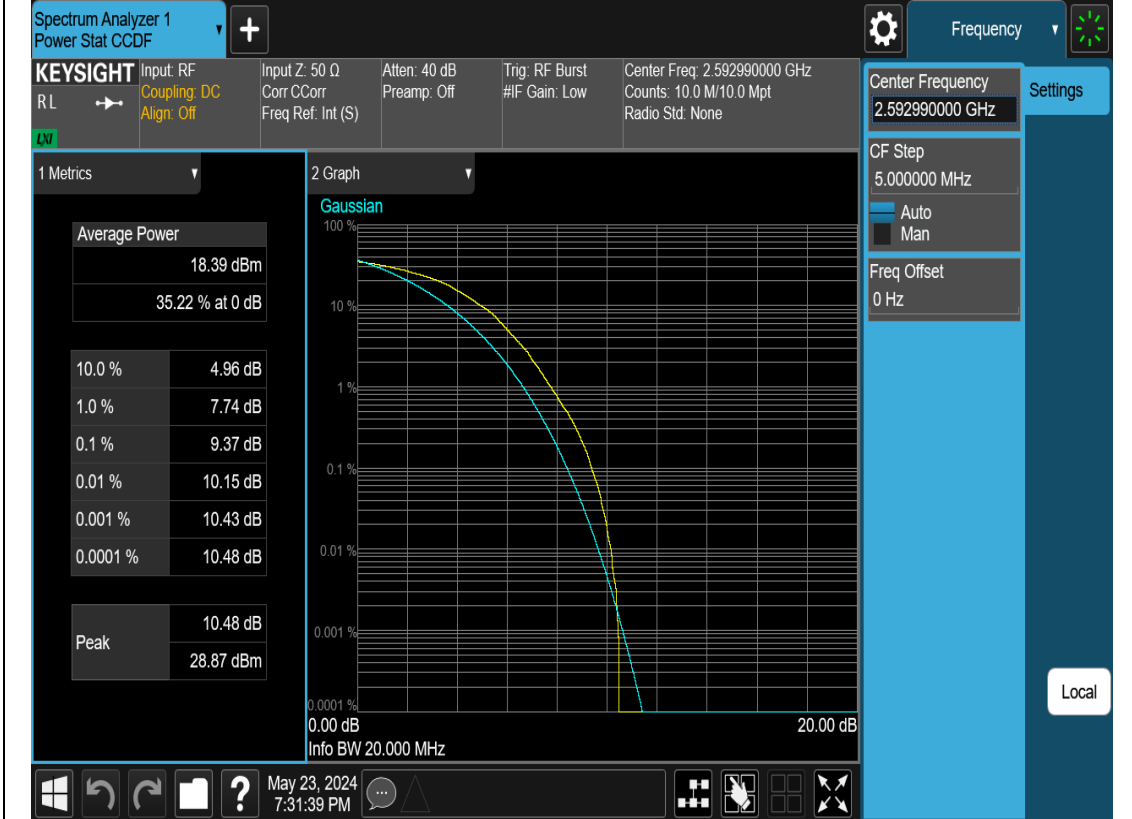 Spectrum Analyzer 1
Power Stat CCDF
Frequency
KEYSIGHT
RL
LXI
Input: RF
Coupling: DC
Align: Off
Input Z: 50 Ω
Corr CCorr
Freq Ref: Int (S)
Atten: 40 dB
Preamp: Off
Trig: RF Burst
#IF Gain: Low
Center Freq: 2.592990000 GHz
Counts: 10.0 M/10.0 Mpt
Radio Std: None
Center Frequency
2.592990000 GHz
Settings
CF Step
5.000000 MHz
Auto
Man
Freq Offset
0 Hz
1 Metrics
Average Power
18.39 dBm
35.22 % at 0 dB
10.0 % 4.96 dB
1.0 % 7.74 dB
0.1 % 9.37 dB
0.01 % 10.15 dB
0.001 % 10.43 dB
0.0001 % 10.48 dB
Peak
10.48 dB
28.87 dBm
2 Graph
Gaussian
100 %
10 %
1 %
0.1 %
0.01 %
0.001 %
0.0001 %
0.00 dB 20.00 dB
Info BW 20.000 MHz
Local
?
May 23, 2024
7:31:39 PM